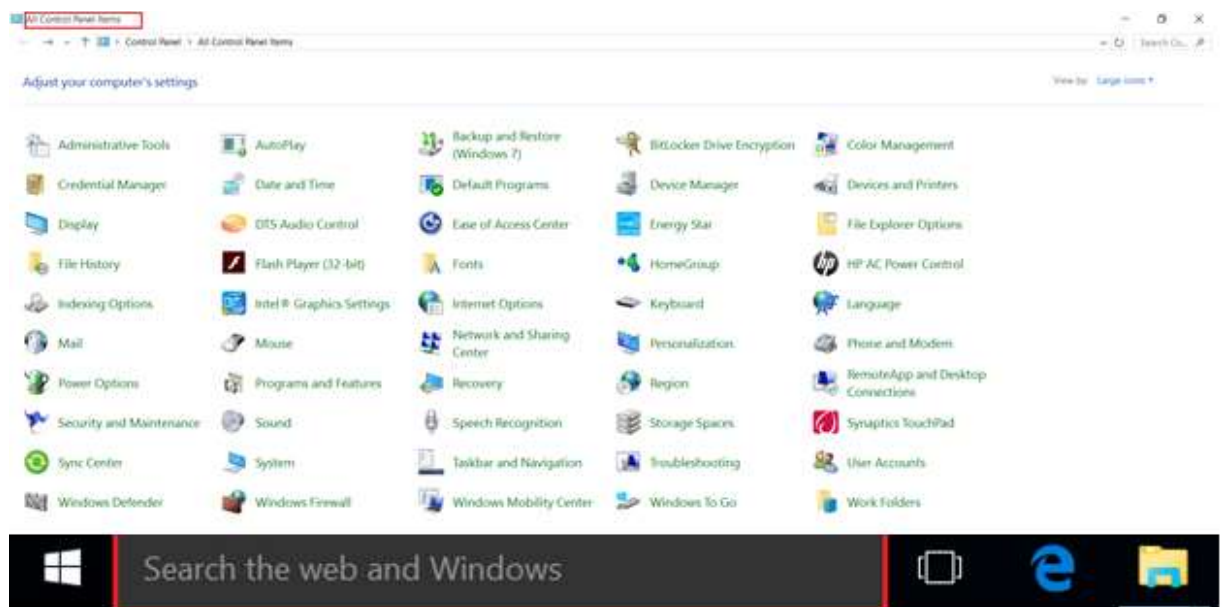 All Control Panel Items
Control Panel > All Control Panel Items
Search Co...
Adjust your computer's settings
View by: Large icons
Administrative Tools
AutoPlay
Backup and Restore
(Windows 7)
BitLocker Drive Encryption
Color Management
Credential Manager
Date and Time
Default Programs
Device Manager
Devices and Printers
Display
DTS Audio Control
Ease of Access Center
Energy Star
File Explorer Options
File History
Flash Player (32-bit)
Fonts
HomeGroup
hp
HP AC Power Control
Indexing Options
Intel® Graphics Settings
Internet Options
Keyboard
Language
Mail
Mouse
Network and Sharing
Center
Personalization
Phone and Modem
Power Options
Programs and Features
Recovery
Region
RemoteApp and Desktop
Connections
Security and Maintenance
Sound
Speech Recognition
Storage Spaces
Synaptics TouchPad
Sync Center
System
Taskbar and Navigation
Troubleshooting
User Accounts
Windows Defender
Windows Firewall
Windows Mobility Center
Windows To Go
Work Folders
Search the web and Windows